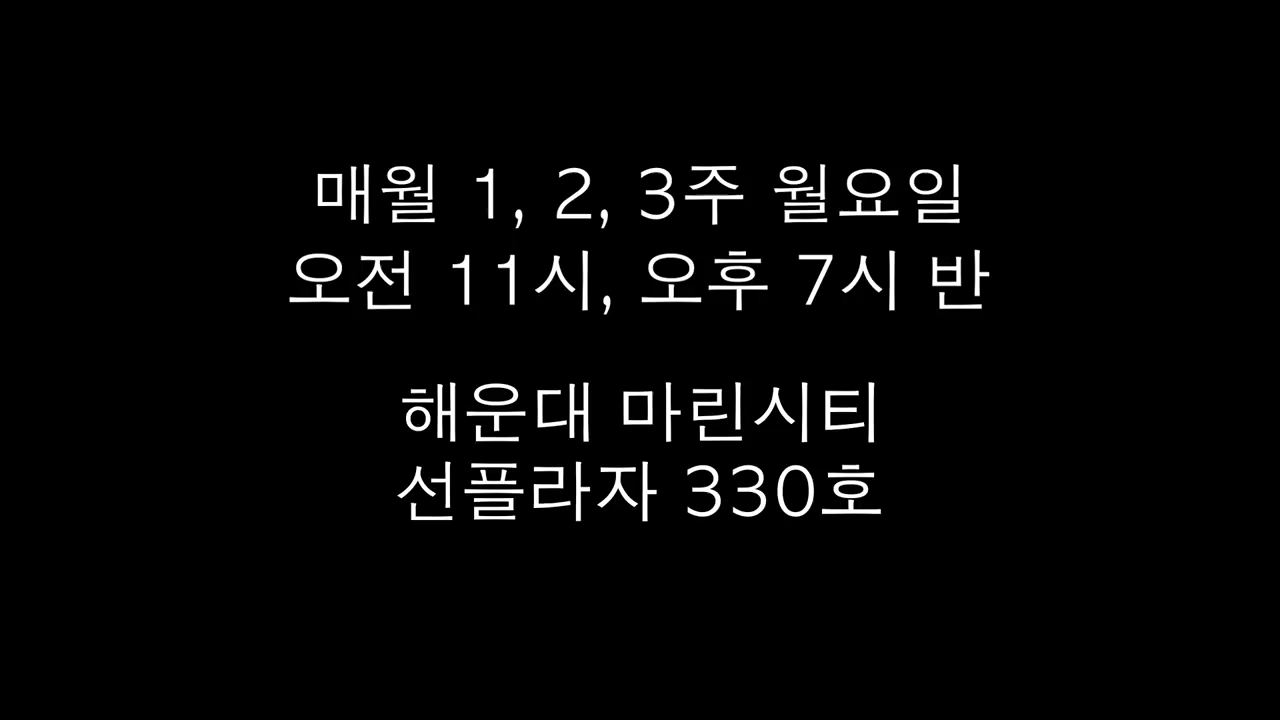 매월 1, 2, 3주 월요일
오전 11시, 오후 7시 반
해운대 마린시티
선플라자 330호